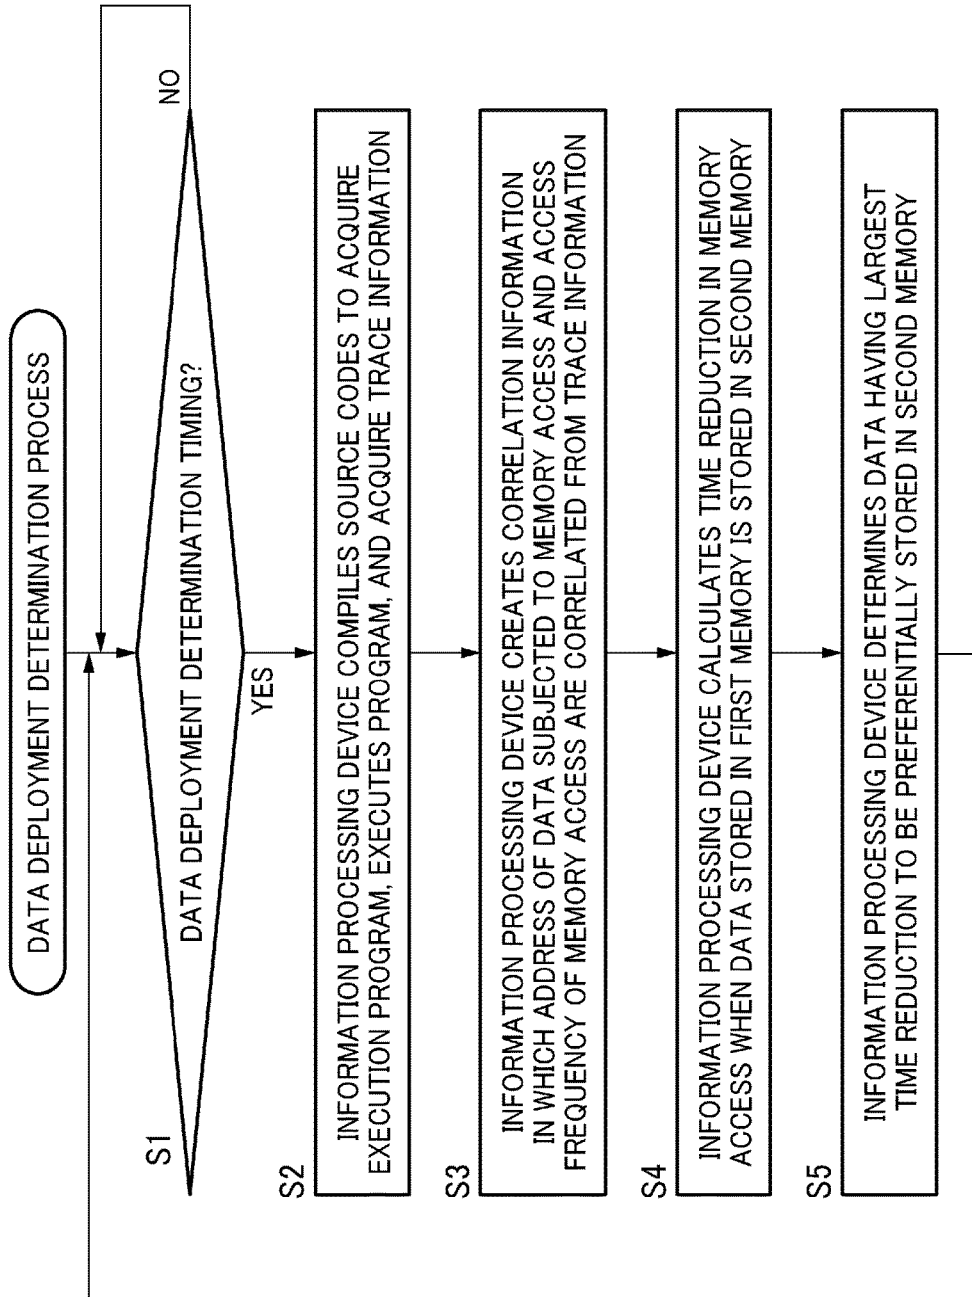 DATA DEPLOYMENT DETERMINATION PROCESS
S1
DATA DEPLOYMENT DETERMINATION TIMING?
NO
YES
S2
INFORMATION PROCESSING DEVICE COMPILES SOURCE CODES TO ACQUIRE
EXECUTION PROGRAM, EXECUTES PROGRAM, AND ACQUIRE TRACE INFORMATION
S3
INFORMATION PROCESSING DEVICE CREATES CORRELATION INFORMATION
IN WHICH ADDRESS OF DATA SUBJECTED TO MEMORY ACCESS AND ACCESS
FREQUENCY OF MEMORY ACCESS ARE CORRELATED FROM TRACE INFORMATION
S4
INFORMATION PROCESSING DEVICE CALCULATES TIME REDUCTION IN MEMORY
ACCESS WHEN DATA STORED IN FIRST MEMORY IS STORED IN SECOND MEMORY
S5
INFORMATION PROCESSING DEVICE DETERMINES DATA HAVING LARGEST
TIME REDUCTION TO BE PREFERENTIALLY STORED IN SECOND MEMORY